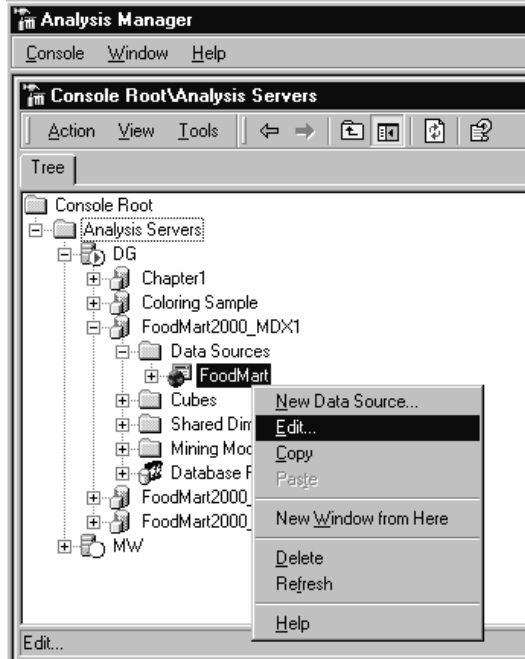 Analysis Manager
Console Window Help
Console Root\Analysis Servers
Action View Tools
Tree
Console Root
Analysis Servers
DG
Chapter1
Coloring Sample
FoodMart2000_MDX1
Data Sources
FoodMart
Cubes
Shared Dim
Mining Mod
Database R
FoodMart2000_
FoodMart2000_
MW
New Data Source...
Edit...
Copy
Paste
New Window from Here
Delete
Refresh
Help
Edit...